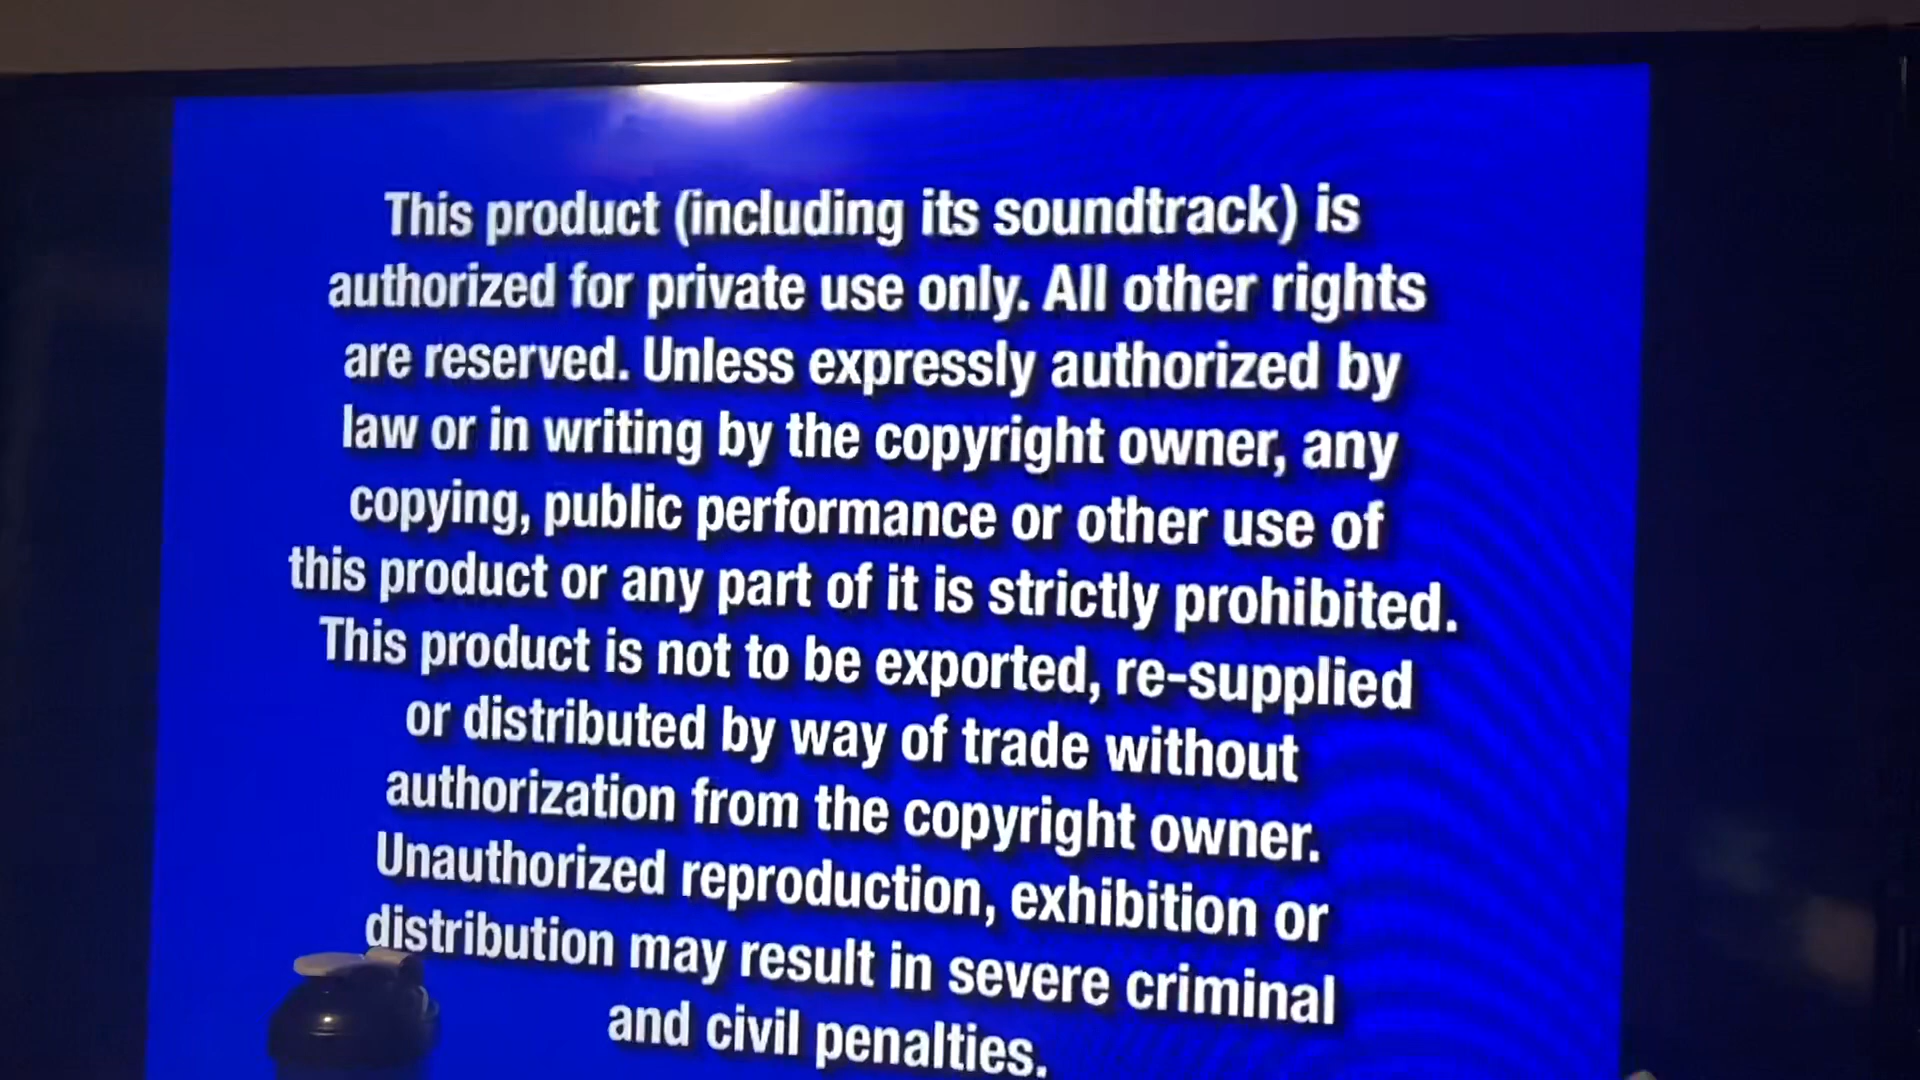 This product (including its soundtrack) is
authorized for private use only. All other rights
are reserved. Unless expressly authorized by
law or in writing by the copyright owner, any
copying, public performance or other use of
this product or any part of it is strictly prohibited.
This product is not to be exported, re-supplied
or distributed by way of trade without
authorization from the copyright owner.
Unauthorized reproduction, exhibition or
distribution may result in severe criminal
and civil penalties.